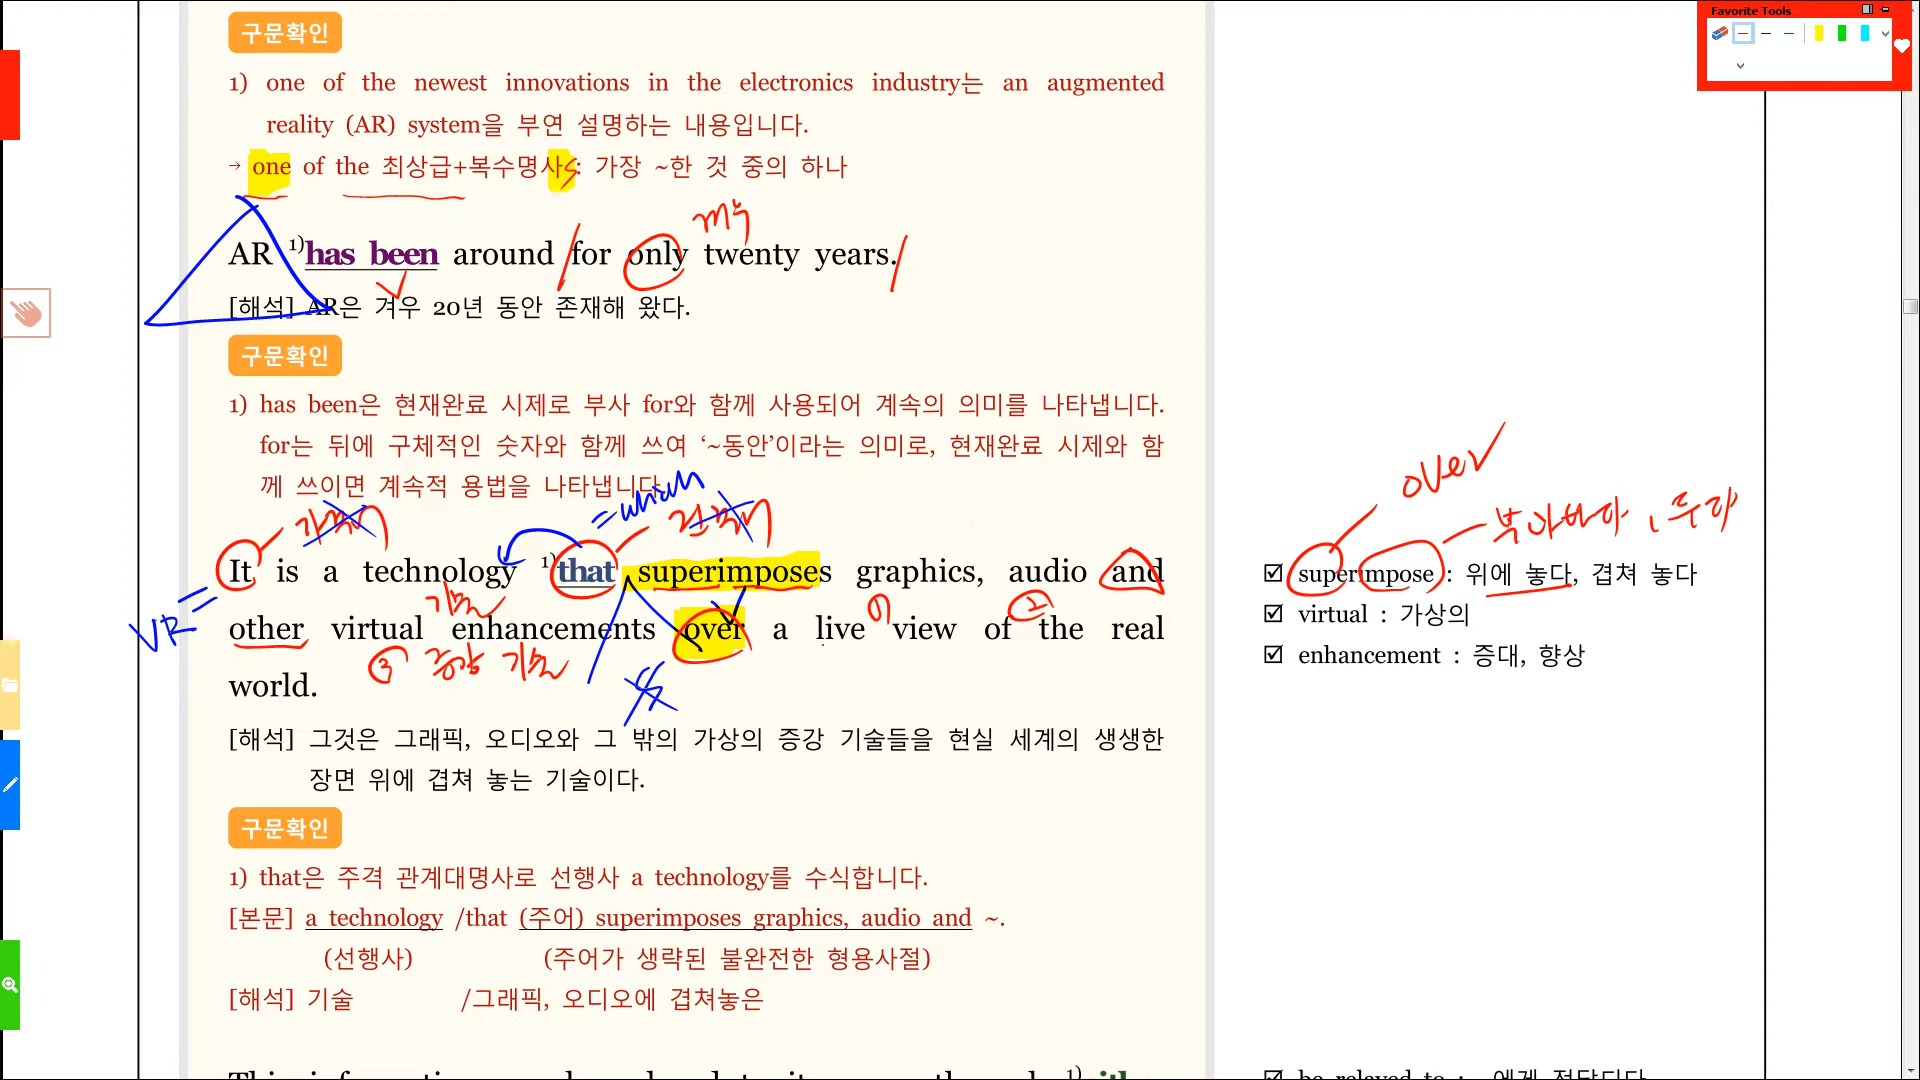 Favorite Tools
구문확인
1) one of the newest innovations in the electronics industry는 an augmented
reality (AR) system을 부연 설명하는 내용입니다.
→ one of the 최상급+복수명사s: 가장 ~한 것 중의 하나
AR 1)has been around / for only twenty years. /
[해석] AR은 겨우 20년 동안 존재해 왔다.
구문확인
1) has been은 현재완료 시제로 부사 for와 함께 사용되어 계속의 의미를 나타냅니다.
for는 뒤에 구체적인 숫자와 함께 쓰여 ‘~동안’이라는 의미로, 현재완료 시제와 함
께 쓰이면 계속적 용법을 나타냅니다.
= which
over
It is a technology 1)that superimposes graphics, audio and
기술 ① ②
VR =
other virtual enhancements over a live view of the real
③ 증강 기술
world.
[해석] 그것은 그래픽, 오디오와 그 밖의 가상의 증강 기술들을 현실 세계의 생생한
장면 위에 겹쳐 놓는 기술이다.
구문확인
1) that은 주격 관계대명사로 선행사 a technology를 수식합니다.
[본문] a technology /that (주어) superimposes graphics, audio and ~.
(선행사) (주어가 생략된 불완전한 형용사절)
[해석] 기술 /그래픽, 오디오에 겹쳐놓은
superimpose : 위에 놓다, 겹쳐 놓다
virtual : 가상의
enhancement : 증대, 향상